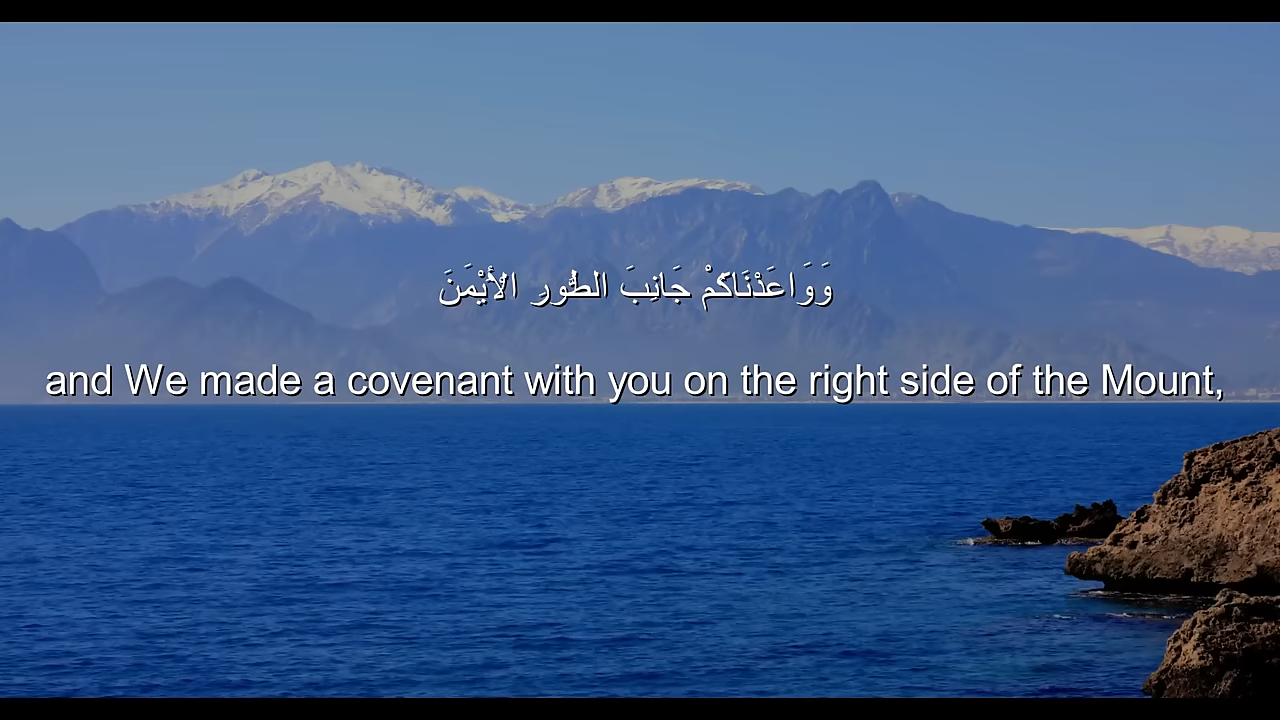 وَوَاعَدْنَاكُمْ جَانِبَ الطُّورِ الأَيْمَنَ
and We made a covenant with you on the right side of the Mount,